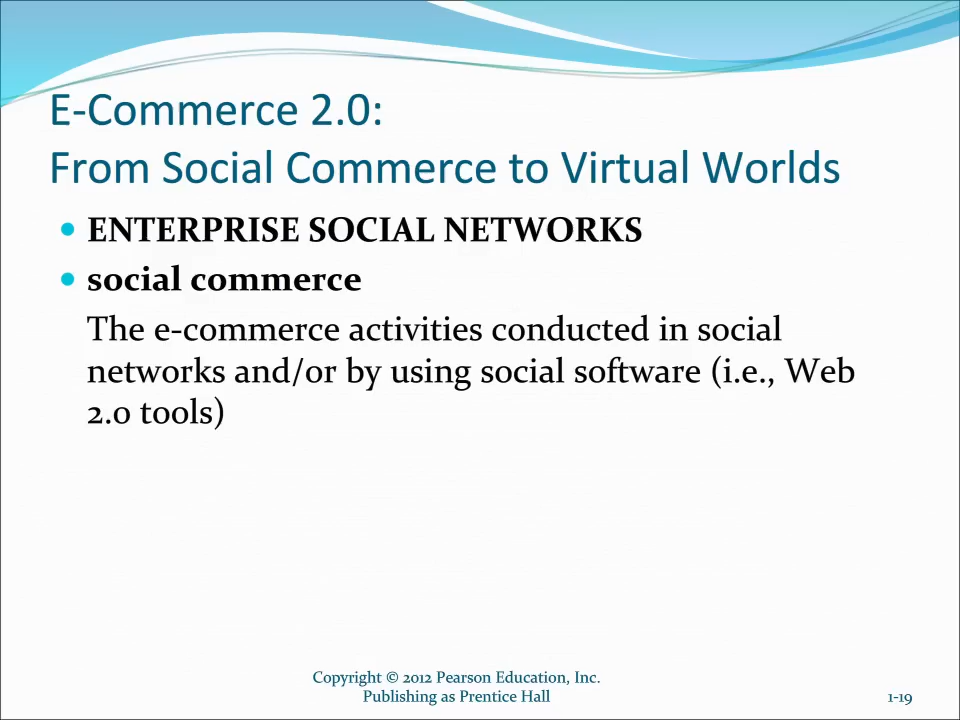 E-Commerce 2.0:
From Social Commerce to Virtual Worlds
• ENTERPRISE SOCIAL NETWORKS
• social commerce
The e-commerce activities conducted in social
networks and/or by using social software (i.e., Web
2.0 tools)
Copyright © 2012 Pearson Education, Inc.
Publishing as Prentice Hall
1-19